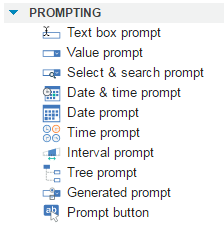 PROMPTING
Text box prompt
Value prompt
Select & search prompt
Date & time prompt
Date prompt
Time prompt
Interval prompt
Tree prompt
Generated prompt
Prompt button